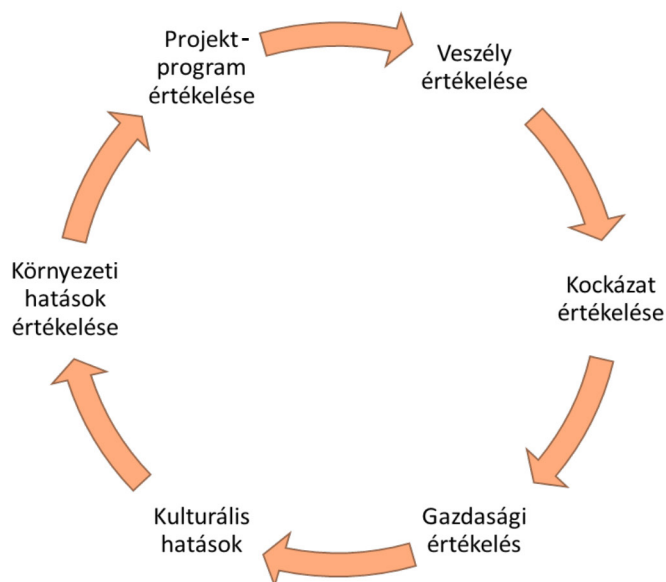 Projekt-
program
értékelése
Veszély
értékelése
Kockázat
értékelése
Gazdasági
értékelés
Kulturális
hatások
Környezeti
hatások
értékelése